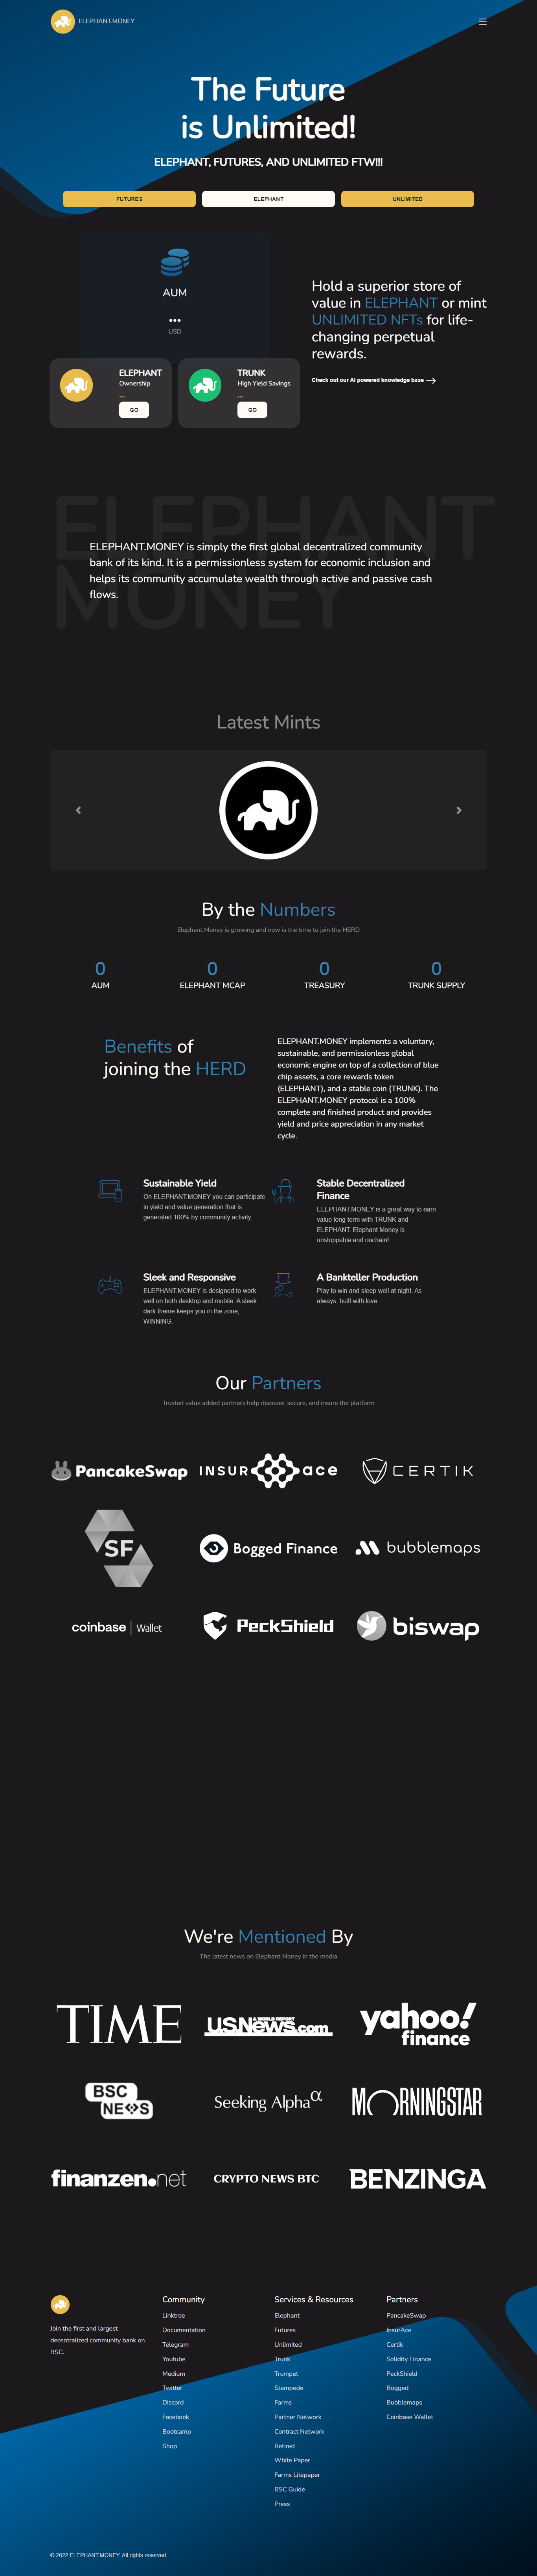 ELEPHANT.MONEY
The Future
is Unlimited!
ELEPHANT, FUTURES, AND UNLIMITED FTW!!!
FUTURES
ELEPHANT
UNLIMITED
AUM
...
USD
Hold a superior store of
value in ELEPHANT or mint
UNLIMITED NFTs for life-
changing perpetual
rewards.
Check out our AI powered knowledge base
ELEPHANT
Ownership
...
GO
TRUNK
High Yield Savings
...
GO
ELEPHANT
MONEY
ELEPHANT.MONEY is simply the first global decentralized community
bank of its kind. It is a permissionless system for economic inclusion and
helps its community accumulate wealth through active and passive cash
flows.
Latest Mints
By the Numbers
Elephant Money is growing and now is the time to join the HERD
0
AUM
0
ELEPHANT MCAP
0
TREASURY
0
TRUNK SUPPLY
Benefits of
joining the HERD
ELEPHANT.MONEY implements a voluntary,
sustainable, and permissionless global
economic engine on top of a collection of blue
chip assets, a core rewards token
(ELEPHANT), and a stable coin (TRUNK). The
ELEPHANT.MONEY protocol is a 100%
complete and finished product and provides
yield and price appreciation in any market
cycle.
Sustainable Yield
On ELEPHANT.MONEY you can participate
in yield and value generation that is
generated 100% by community activity.
Stable Decentralized
Finance
ELEPHANT.MONEY is a great way to earn
value long term with TRUNK and
ELEPHANT. Elephant Money is
unstoppable and onchain!
Sleek and Responsive
ELEPHANT.MONEY is designed to work
well on both desktop and mobile. A sleek
dark theme keeps you in the zone,
WINNING.
A Bankteller Production
Play to win and sleep well at night. As
always, built with love.
Our Partners
Trusted value added partners help discover, secure, and insure the platform
PancakeSwap
INSUR ace
CERTIK
SF
Bogged Finance
bubblemaps
coinbase | Wallet
PeckShield
biswap
We're Mentioned By
The latest news on Elephant Money in the media
TIME
U.S.News.com
& WORLD REPORT
yahoo!
finance
BSC
NEWS
Seeking Alpha α
MORNINGSTAR
finanzen.net
CRYPTO NEWS BTC
BENZINGA
Join the first and largest
decentralized community bank on
BSC.
Community
Linktree
Documentation
Telegram
Youtube
Medium
Twitter
Discord
Facebook
Bootcamp
Shop
Services & Resources
Elephant
Futures
Unlimited
Trunk
Trumpet
Stampede
Farms
Partner Network
Contract Network
Retired
White Paper
Farms Litepaper
BSC Guide
Press
Partners
PancakeSwap
InsurAce
Certik
Solidity Finance
PeckShield
Bogged
Bubblemaps
Coinbase Wallet
© 2022 ELEPHANT.MONEY. All rights reserved